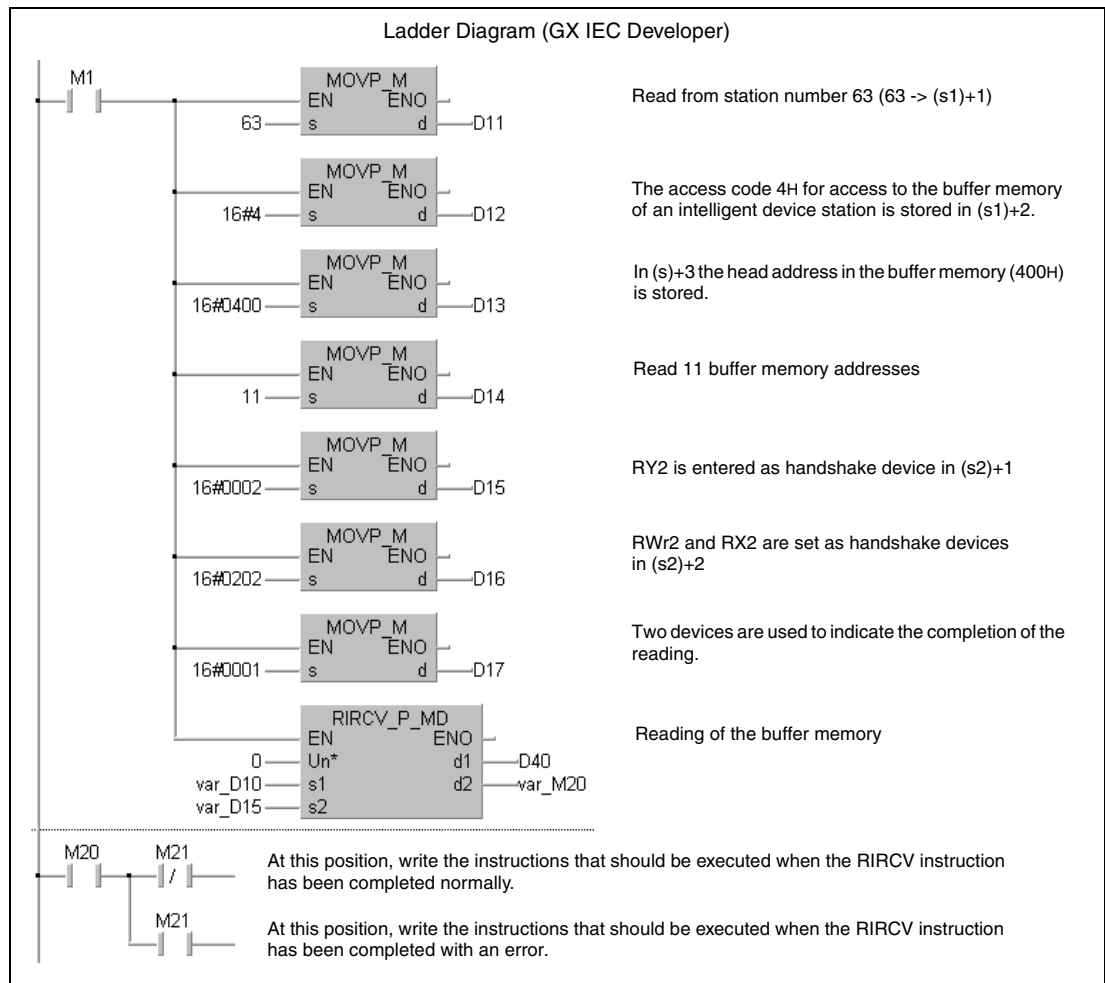 Ladder Diagram (GX IEC Developer)
M1
MOVP_M
EN ENO
63 s d D11
Read from station number 63 (63 -> (s1)+1)
MOVP_M
EN ENO
16#4 s d D12
The access code 4H for access to the buffer memory
of an intelligent device station is stored in (s1)+2.
MOVP_M
EN ENO
16#0400 s d D13
In (s)+3 the head address in the buffer memory (400H)
is stored.
MOVP_M
EN ENO
11 s d D14
Read 11 buffer memory addresses
MOVP_M
EN ENO
16#0002 s d D15
RY2 is entered as handshake device in (s2)+1
MOVP_M
EN ENO
16#0202 s d D16
RWr2 and RX2 are set as handshake devices
in (s2)+2
MOVP_M
EN ENO
16#0001 s d D17
Two devices are used to indicate the completion of the
reading.
RIRCV_P_MD
EN ENO
0 Un* d1 D40
var_D10 s1 d2 var_M20
var_D15 s2
Reading of the buffer memory
M20 M21
At this position, write the instructions that should be executed when the RIRCV instruction
has been completed normally.
M21
At this position, write the instructions that should be executed when the RIRCV instruction
has been completed with an error.